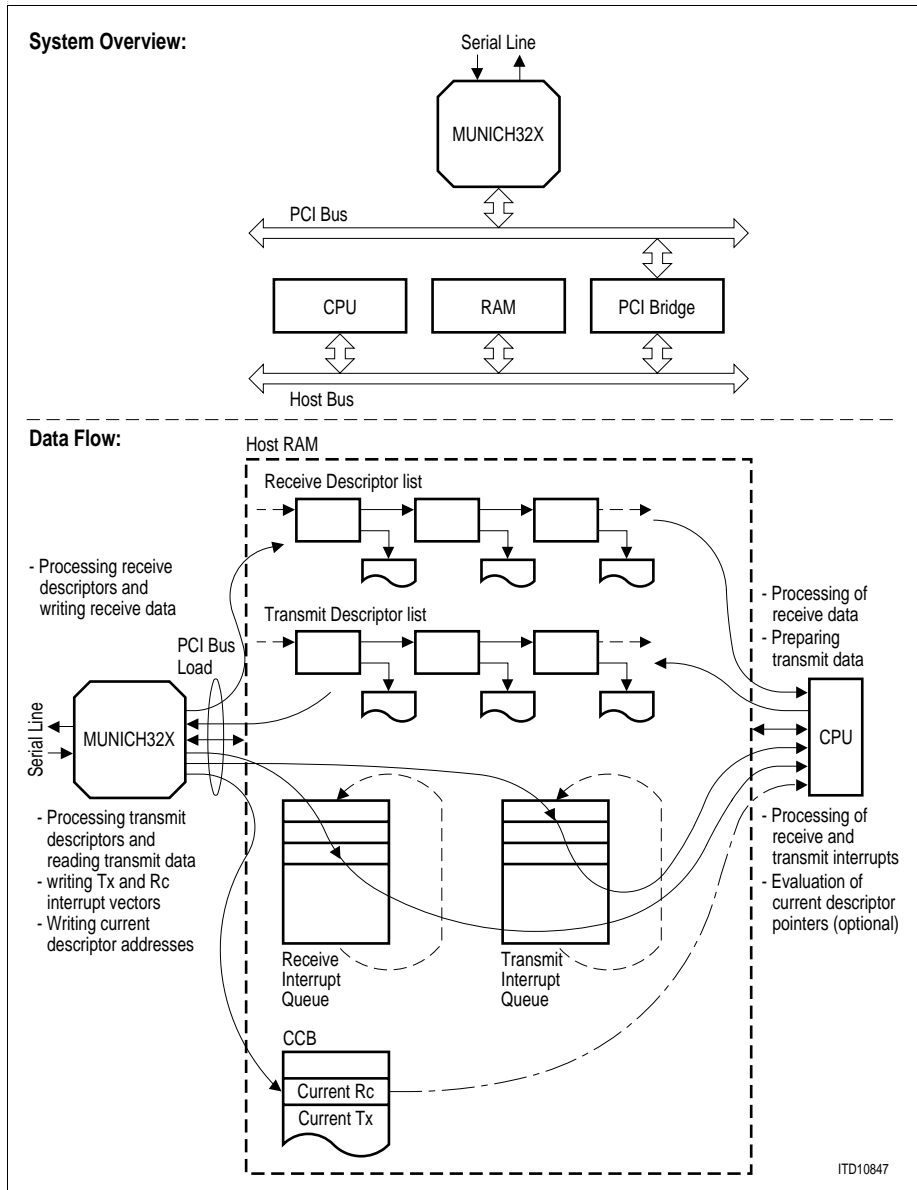 System Overview:
Serial Line
MUNICH32X
PCI Bus
CPU
RAM
PCI Bridge
Host Bus
Data Flow:
Host RAM
Receive Descriptor list
- Processing receive
descriptors and
writing receive data
Transmit Descriptor list
- Processing of
receive data
- Preparing
transmit data
PCI Bus
Load
Serial Line
MUNICH32X
CPU
- Processing transmit
descriptors and
reading transmit data
- writing Tx and Rc
interrupt vectors
- Writing current
descriptor addresses
- Processing of
receive and
transmit interrupts
- Evaluation of
current descriptor
pointers (optional)
Receive
Interrupt
Queue
Transmit
Interrupt
Queue
CCB
Current Rc
Current Tx
ITD10847